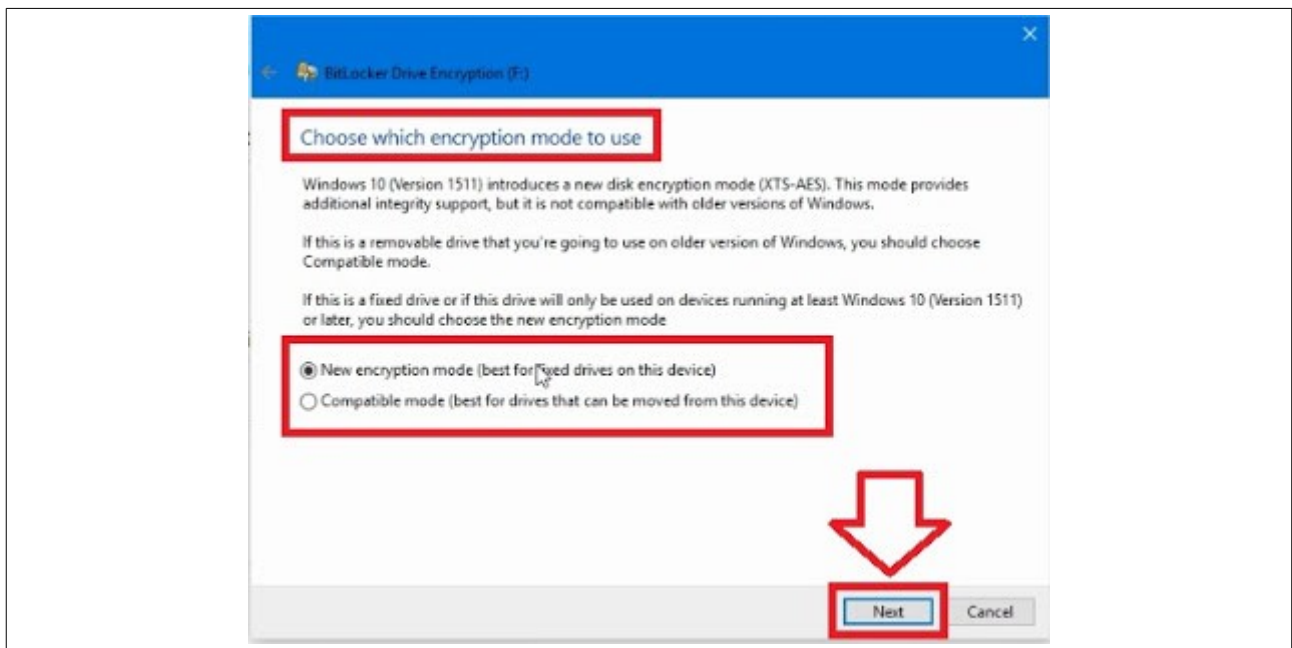 BitLocker Drive Encryption (F:)
Choose which encryption mode to use
Windows 10 (Version 1511) introduces a new disk encryption mode (XTS-AES). This mode provides
additional integrity support, but it is not compatible with older versions of Windows.
If this is a removable drive that you're going to use on older version of Windows, you should choose
Compatible mode.
If this is a fixed drive or if this drive will only be used on devices running at least Windows 10 (Version 1511)
or later, you should choose the new encryption mode
New encryption mode (best for fixed drives on this device)
Compatible mode (best for drives that can be moved from this device)
Next Cancel